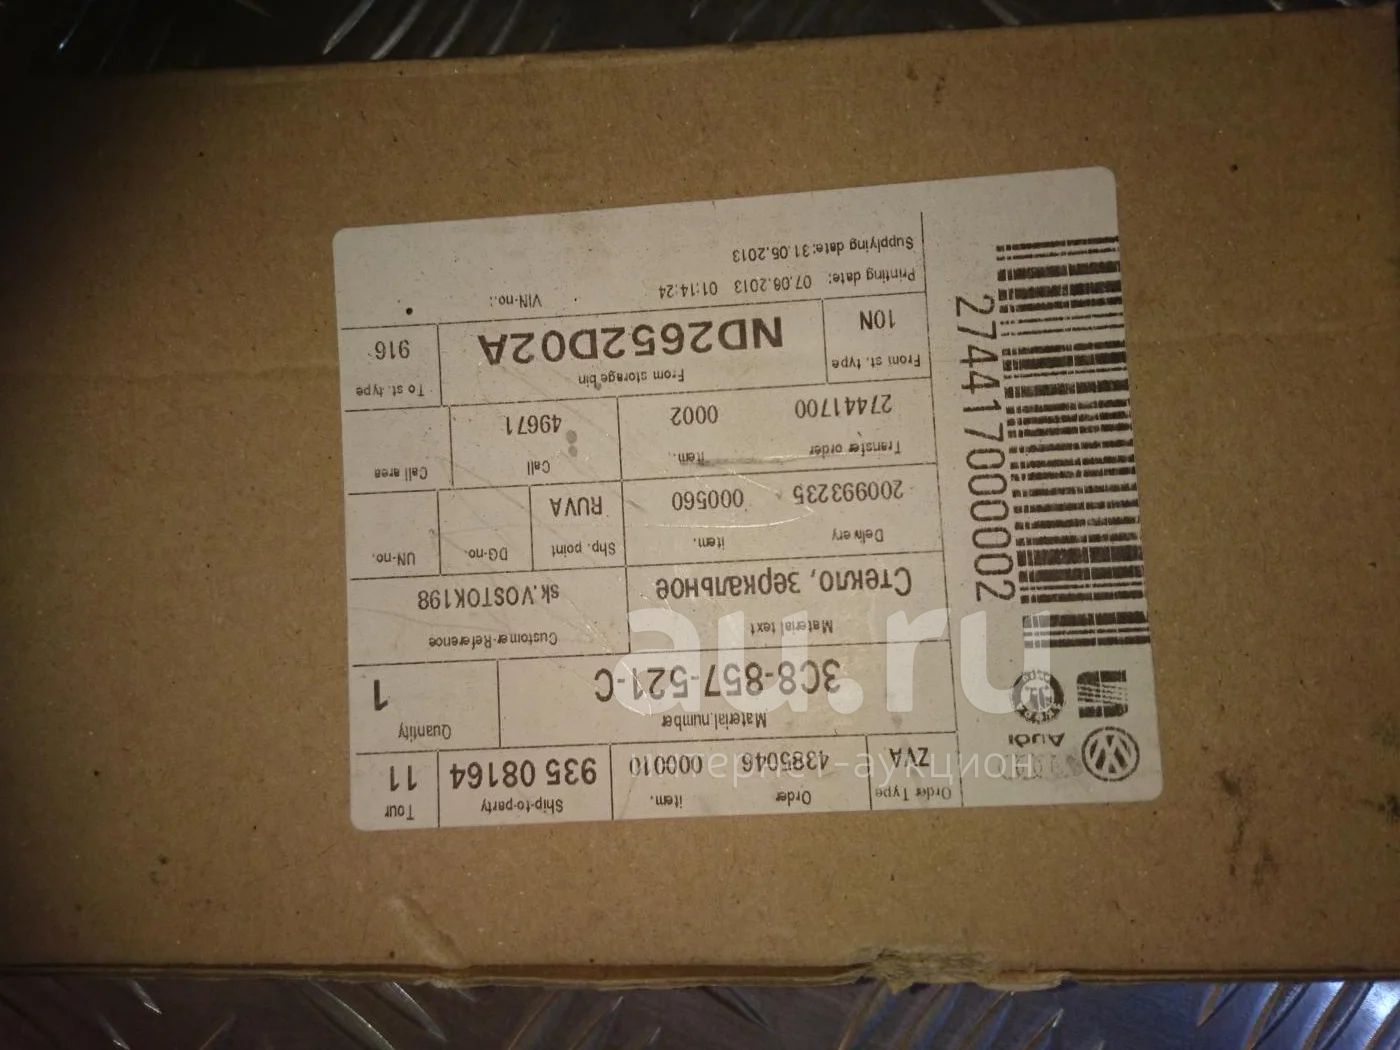 Order Type Order item. Ship-to-party Tour
ZVA 4385046 000010 935 08164 11
Material.number Quantity
3C8-857-521-C 1
Material text Customer-Reference
Стекло, зеркальное sk.VOSTOK198
Delivery item. Shp. point DG-no. UN-no.
200993235 000560 RUVA
Transfer order item. Call Call area
27441700 0002 49671
From st. type From storage bin To st. type
10N ND2652D02A 916
Printing date: 07.08.2013 01:14:24 VIN-no.:
Supplying date:31.05.2013
274417000002
Audi
au.ru
интернет-аукцион